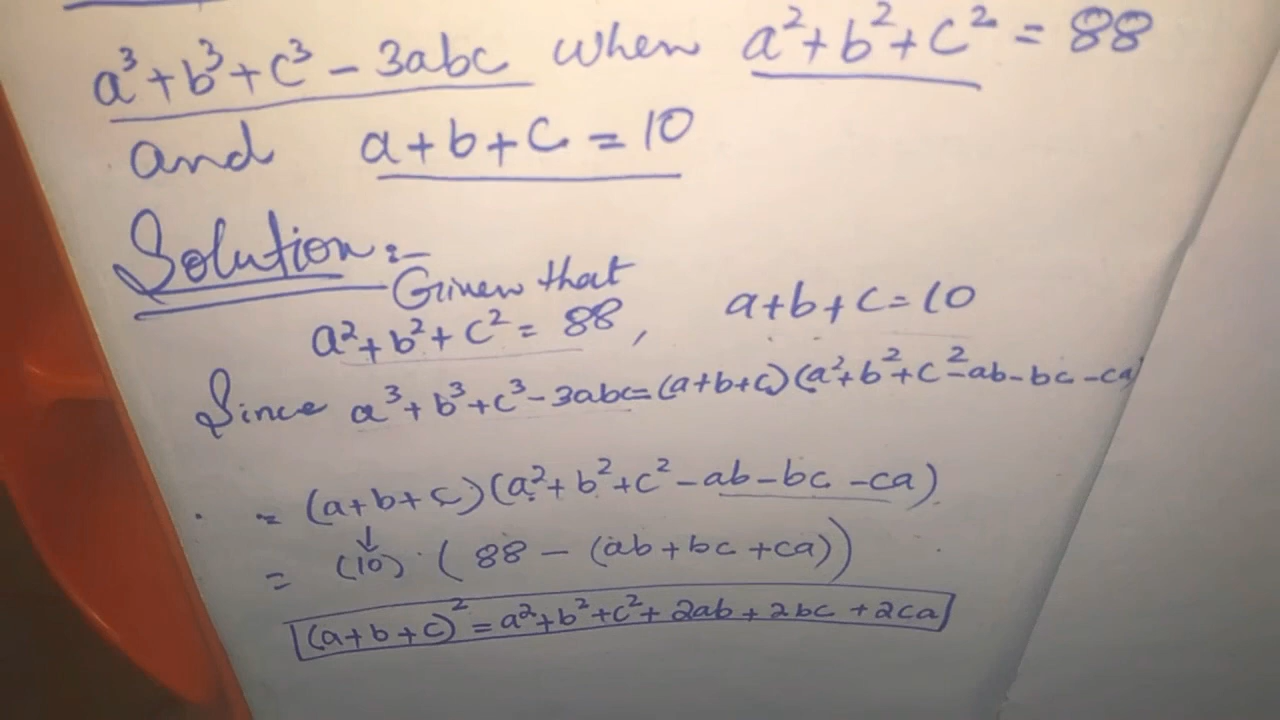 a³+b³+c³-3abc when a²+b²+c² = 88
and a+b+c = 10
Solution:-
Given that
a²+b²+c² = 88, a+b+c=10
Since a³+b³+c³-3abc=(a+b+c)(a²+b²+c²-ab-bc-ca)
= (a+b+c)(a²+b²+c²-ab-bc-ca)
= (10)·(88-(ab+bc+ca))
(a+b+c)²=a²+b²+c²+2ab+2bc+2ca